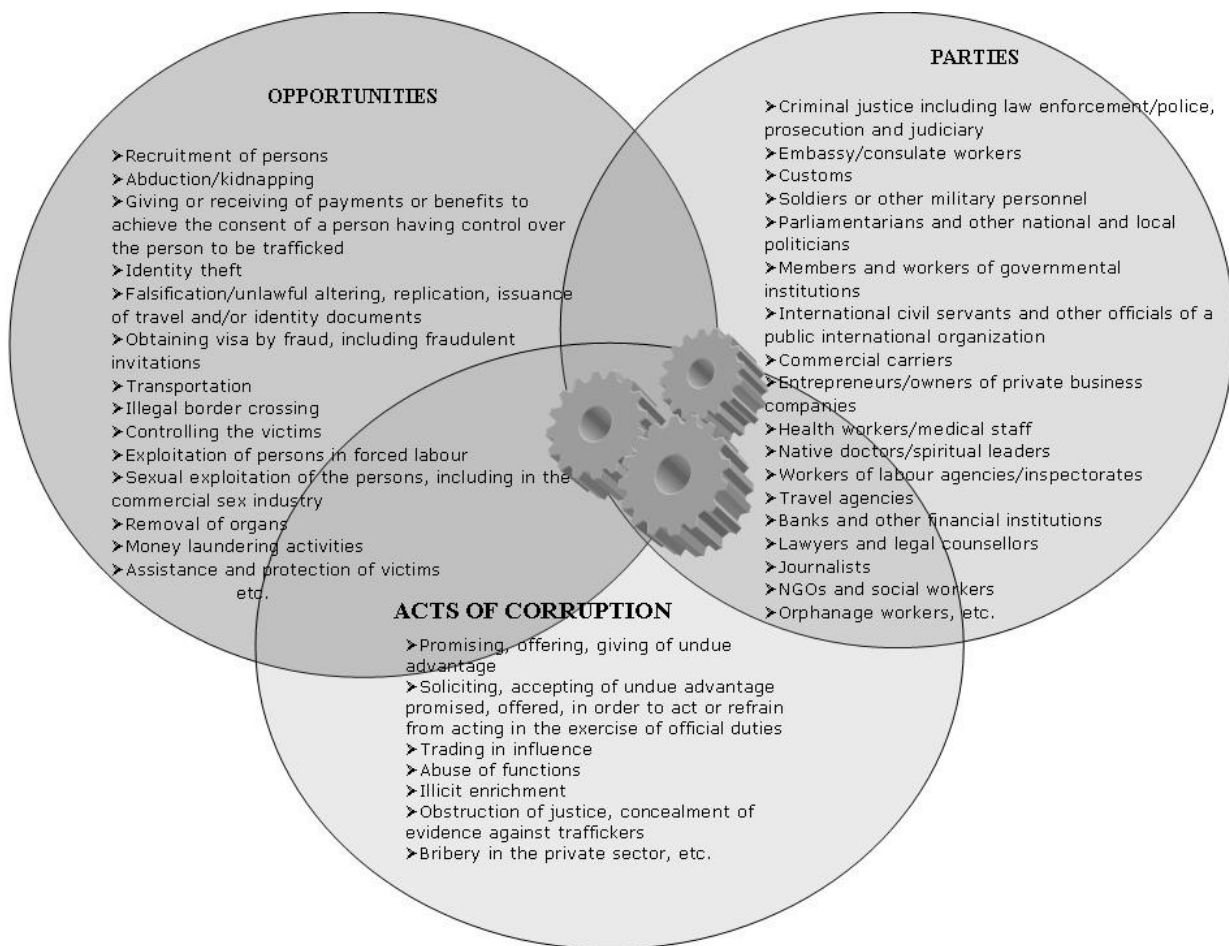 OPPORTUNITIES
➤Recruitment of persons
➤Abduction/kidnapping
➤Giving or receiving of payments or benefits to
achieve the consent of a person having control over
the person to be trafficked
➤Identity theft
➤Falsification/unlawful altering, replication, issuance
of travel and/or identity documents
➤Obtaining visa by fraud, including fraudulent
invitations
➤Transportation
➤Illegal border crossing
➤Controlling the victims
➤Exploitation of persons in forced labour
➤Sexual exploitation of the persons, including in the
commercial sex industry
➤Removal of organs
➤Money laundering activities
➤Assistance and protection of victims
etc.
PARTIES
➤Criminal justice including law enforcement/police,
prosecution and judiciary
➤Embassy/consulate workers
➤Customs
➤Soldiers or other military personnel
➤Parliamentarians and other national and local
politicians
➤Members and workers of governmental
institutions
➤International civil servants and other officials of a
public international organization
➤Commercial carriers
➤Entrepreneurs/owners of private business
companies
➤Health workers/medical staff
➤Native doctors/spiritual leaders
➤Workers of labour agencies/inspectorates
➤Travel agencies
➤Banks and other financial institutions
➤Lawyers and legal counsellors
➤Journalists
➤NGOs and social workers
➤Orphanage workers, etc.
ACTS OF CORRUPTION
➤Promising, offering, giving of undue
advantage
➤Soliciting, accepting of undue advantage
promised, offered, in order to act or refrain
from acting in the exercise of official duties
➤Trading in influence
➤Abuse of functions
➤Illicit enrichment
➤Obstruction of justice, concealment of
evidence against traffickers
➤Bribery in the private sector, etc.